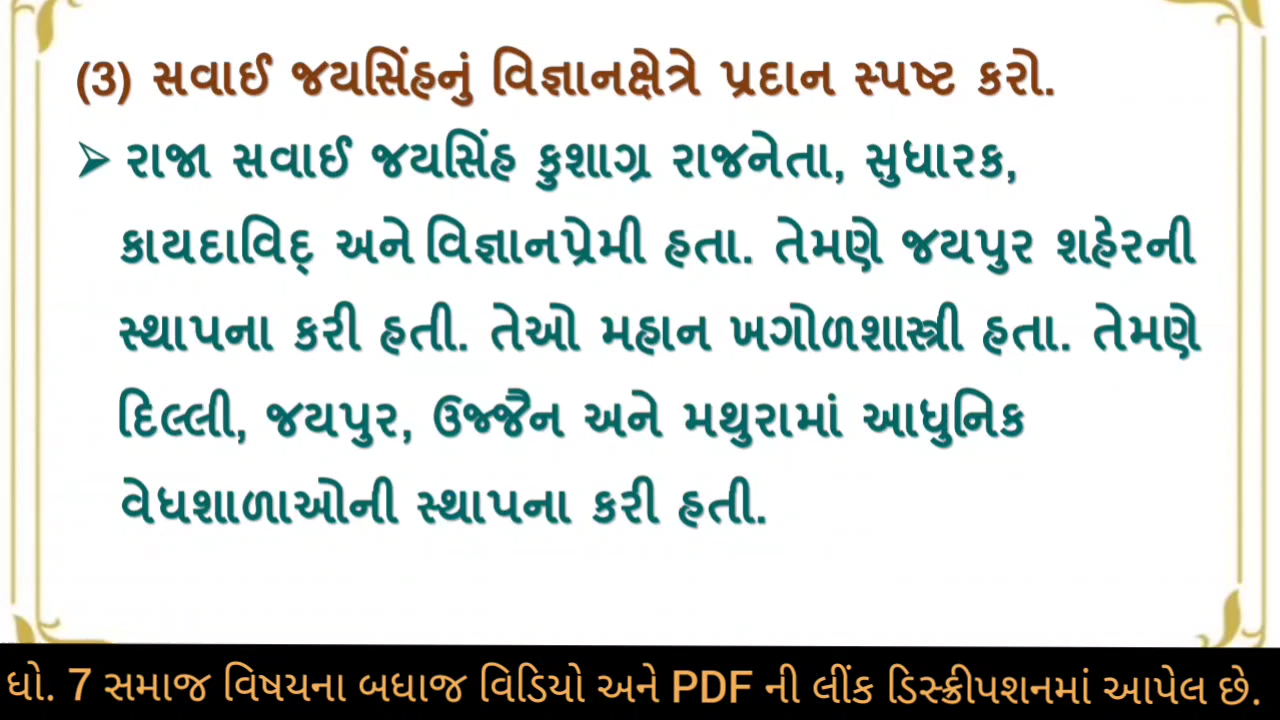 (3) સવાઈ જયસિંહનું વિજ્ઞાનક્ષેત્રે પ્રદાન સ્પષ્ટ કરો.
➢ રાજા સવાઈ જયસિંહ કુશાગ્ર રાજનેતા, સુધારક,
કાયદાવિદ્ અને વિજ્ઞાનપ્રેમી હતા. તેમણે જયપુર શહેરની
સ્થાપના કરી હતી. તેઓ મહાન ખગોળશાસ્ત્રી હતા. તેમણે
દિલ્લી, જયપુર, ઉજ્જૈન અને મથુરામાં આધુનિક
વેધશાળાઓની સ્થાપના કરી હતી.
ધો. 7 સમાજ વિષયના બધાજ વિડિયો અને PDF ની લીંક ડિસ્ક્રીપશનમાં આપેલ છે.